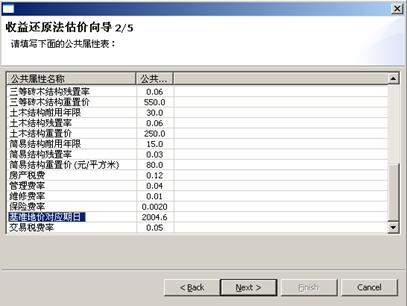 收益还原法估价向导 2/5
请填写下面的公共属性表：
公共属性名称 公共...
三等砖木结构残置率 0.06
三等砖木结构重置价 550.0
土木结构耐用年限 30.0
土木结构残置率 0.06
土木结构重置价 250.0
简易结构耐用年限 15.0
简易结构残置率 0.03
简易结构重置价(元/平方米) 80.0
房产税费 0.12
管理费率 0.04
维修费率 0.01
保险费率 0.0020
基准地价对应期日 2004.6
交易税费率 0.05
< Back Next > Finish Cancel